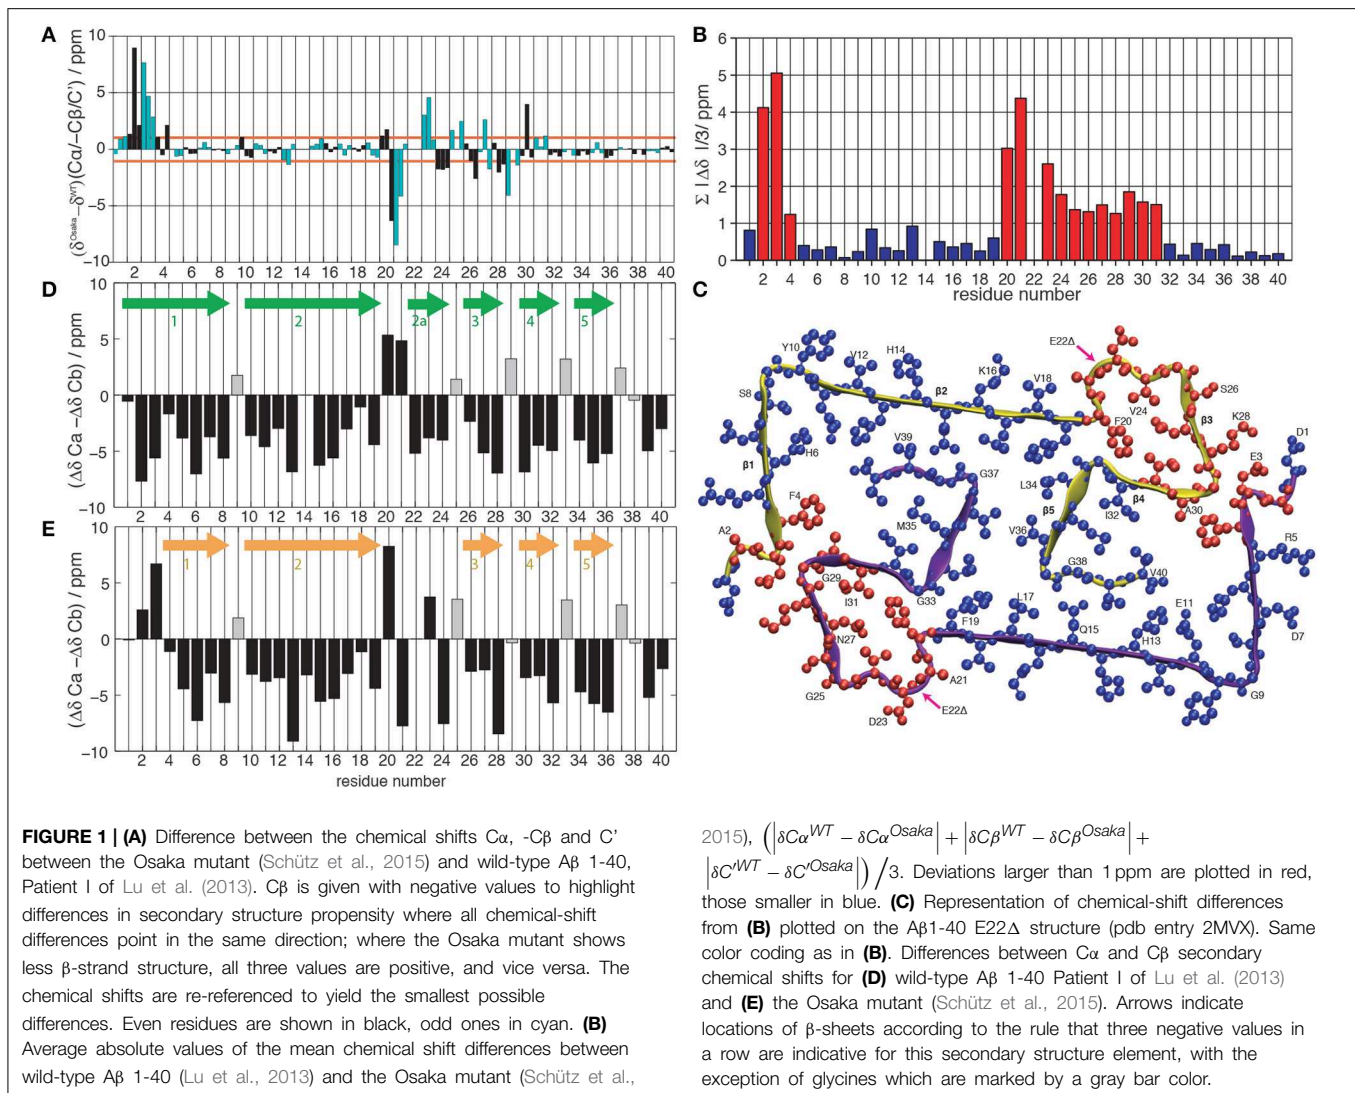 A
10
5
0
−5
−10
(δOsaka−δWT)(Ca/−Cβ/C') / ppm
2 4 6 8 10 12 14 16 18 20 22 24 26 28 30 32 34 36 38 40
B
6
5
4
3
2
1
0
Σ I Δδ I/3/ ppm
2 4 6 8 10 12 14 16 18 20 22 24 26 28 30 32 34 36 38 40
residue number
D
10
5
0
−5
−10
(Δδ Ca −Δδ Cb) / ppm
1 2 2a 3 4 5
2 4 6 8 10 12 14 16 18 20 22 24 26 28 30 32 34 36 38 40
E
10
5
0
−5
−10
(Δδ Ca −Δδ Cb) / ppm
1 2 3 4 5
2 4 6 8 10 12 14 16 18 20 22 24 26 28 30 32 34 36 38 40
residue number
C
E22Δ
Y10
V12
H14
K16
V18
S8
β2
S26
V24
β3
K28
F20
D1
H6
β1
V39
G37
L34
β4
E3
β5
I32
A30
F4
M35
V36
R5
A2
G38
V40
G29
I31
G33
L17
E11
F19
Q15
H13
D7
N27
A21
G25
G9
D23
E22Δ
FIGURE 1 | (A) Difference between the chemical shifts Cα, -Cβ and C’
between the Osaka mutant (Schütz et al., 2015) and wild-type Aβ 1-40,
Patient I of Lu et al. (2013). Cβ is given with negative values to highlight
differences in secondary structure propensity where all chemical-shift
differences point in the same direction; where the Osaka mutant shows
less β-strand structure, all three values are positive, and vice versa. The
chemical shifts are re-referenced to yield the smallest possible
differences. Even residues are shown in black, odd ones in cyan. (B)
Average absolute values of the mean chemical shift differences between
wild-type Aβ 1-40 (Lu et al., 2013) and the Osaka mutant (Schütz et al.,
2015), (|δCαWT − δCαOsaka| + |δCβWT − δCβOsaka| +
|δC′WT − δC′Osaka|)/3. Deviations larger than 1 ppm are plotted in red,
those smaller in blue. (C) Representation of chemical-shift differences
from (B) plotted on the Aβ1-40 E22Δ structure (pdb entry 2MVX). Same
color coding as in (B). Differences between Cα and Cβ secondary
chemical shifts for (D) wild-type Aβ 1-40 Patient I of Lu et al. (2013)
and (E) the Osaka mutant (Schütz et al., 2015). Arrows indicate
locations of β-sheets according to the rule that three negative values in
a row are indicative for this secondary structure element, with the
exception of glycines which are marked by a gray bar color.